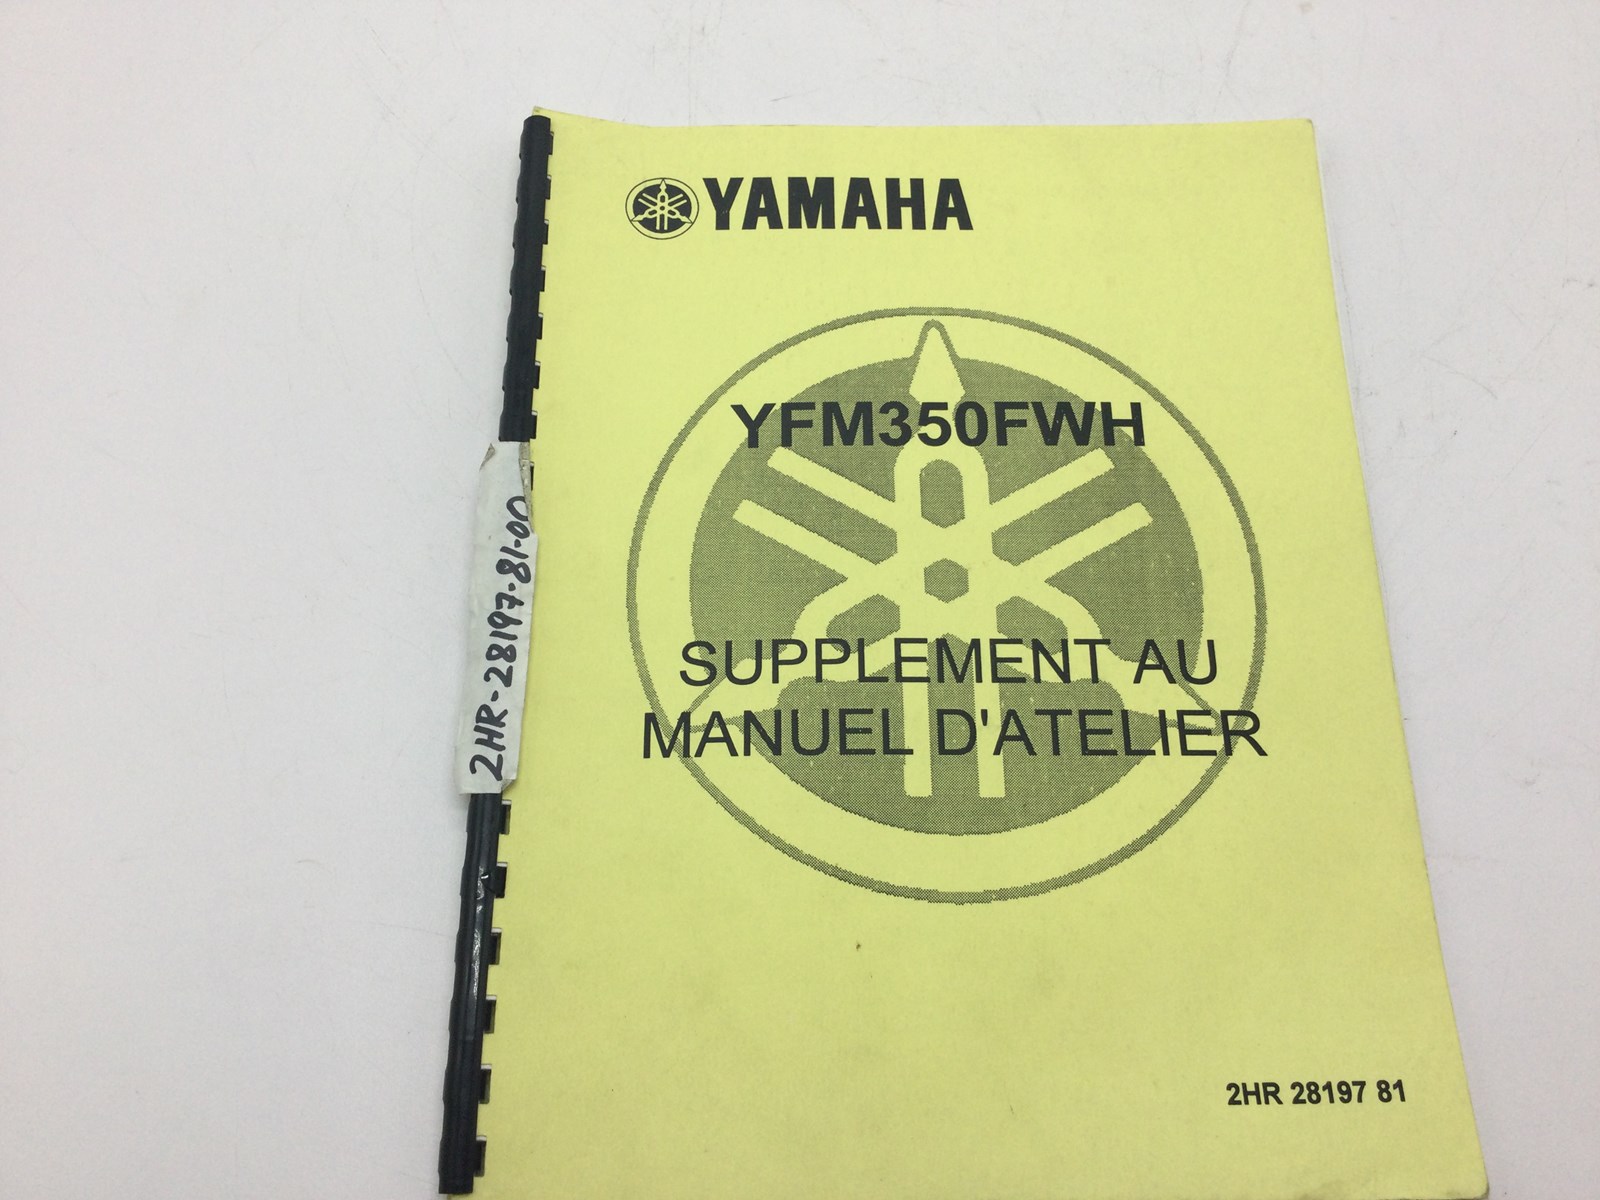 YAMAHA
YFM350FWH
SUPPLEMENT AU
MANUEL D'ATELIER
2HR 28197 81
2HR-28197-81-00